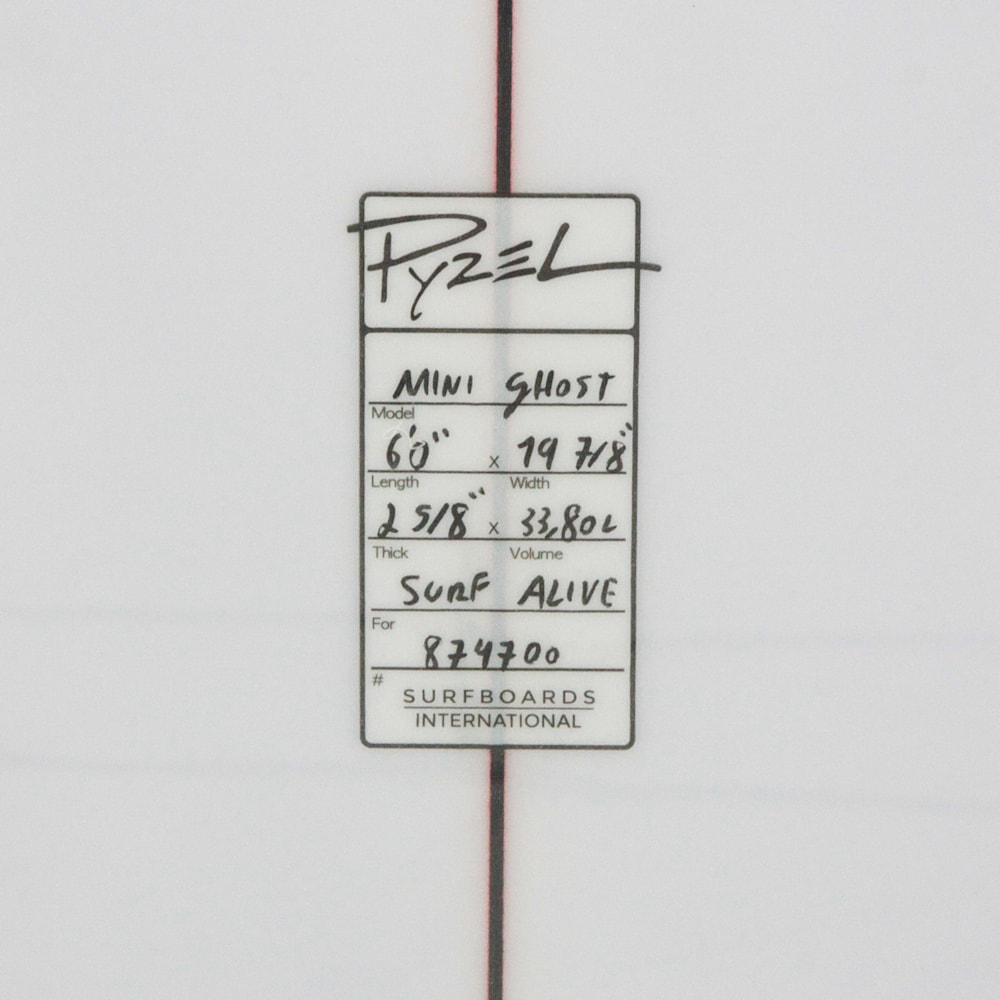 PYZEL
MINI GHOST
Model
6'0" x 19 7/8"
Length Width
2 5/8" x 33,80L
Thick Volume
SURF ALIVE
For
874700
#
SURFBOARDS
INTERNATIONAL